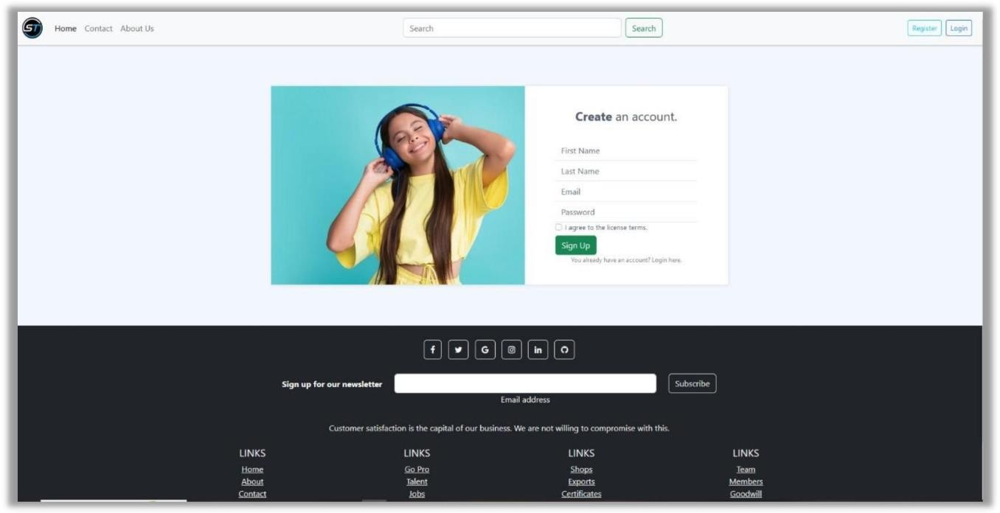 ST
Home Contact About Us Search Search Register Login
Create an account.
First Name
Last Name
Email
Password
I agree to the license terms.
Sign Up
You already have an account? Login here.
Sign up for our newsletter Subscribe
Email address
Customer satisfaction is the capital of our business. We are not willing to compromise with this.
LINKS LINKS LINKS LINKS
Home Go Pro Shops Team
About Talent Exports Members
Contact Jobs Certificates Goodwill